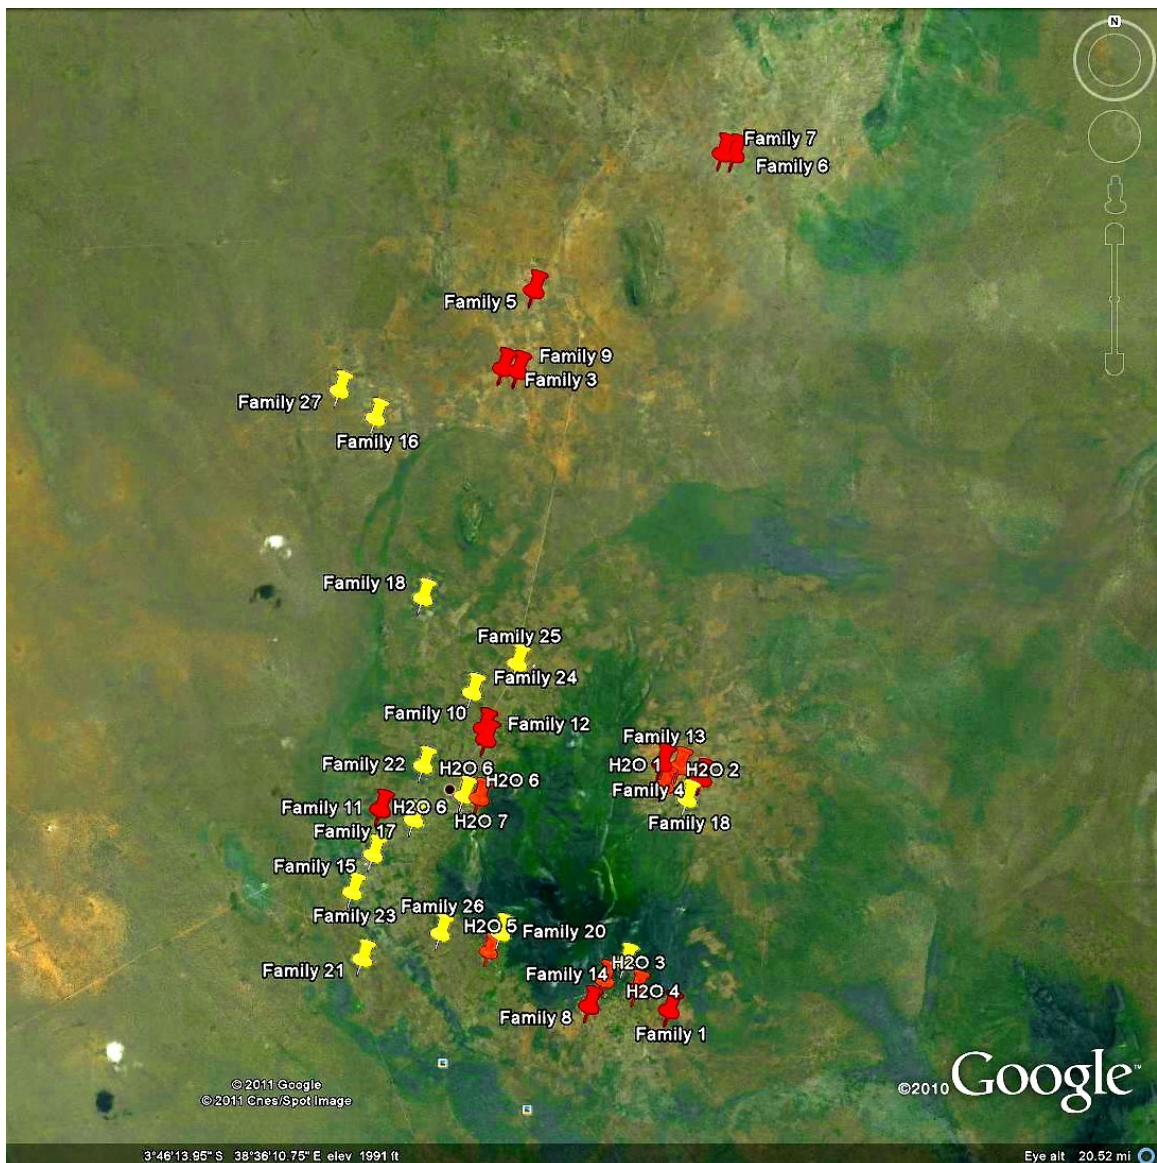 N
Family 7
Family 6
Family 5
Family 9
Family 3
Family 27
Family 16
Family 18
Family 25
Family 24
Family 10
Family 12
Family 13
Family 22
H2O 6
H2O 1
H2O 2
H2O 6
Family 4
Family 11
H2O 6
H2O 7
Family 18
Family 17
Family 15
Family 26
Family 23
H2O 5
Family 20
Family 21
H2O 3
Family 14
H2O 4
Family 8
Family 1
© 2011 Google
© 2011 Cnes/Spot Image
©2010 Google™
3°46'13.95" S 38°36'10.75" E elev 1991 ft
Eye alt 20.52 mi